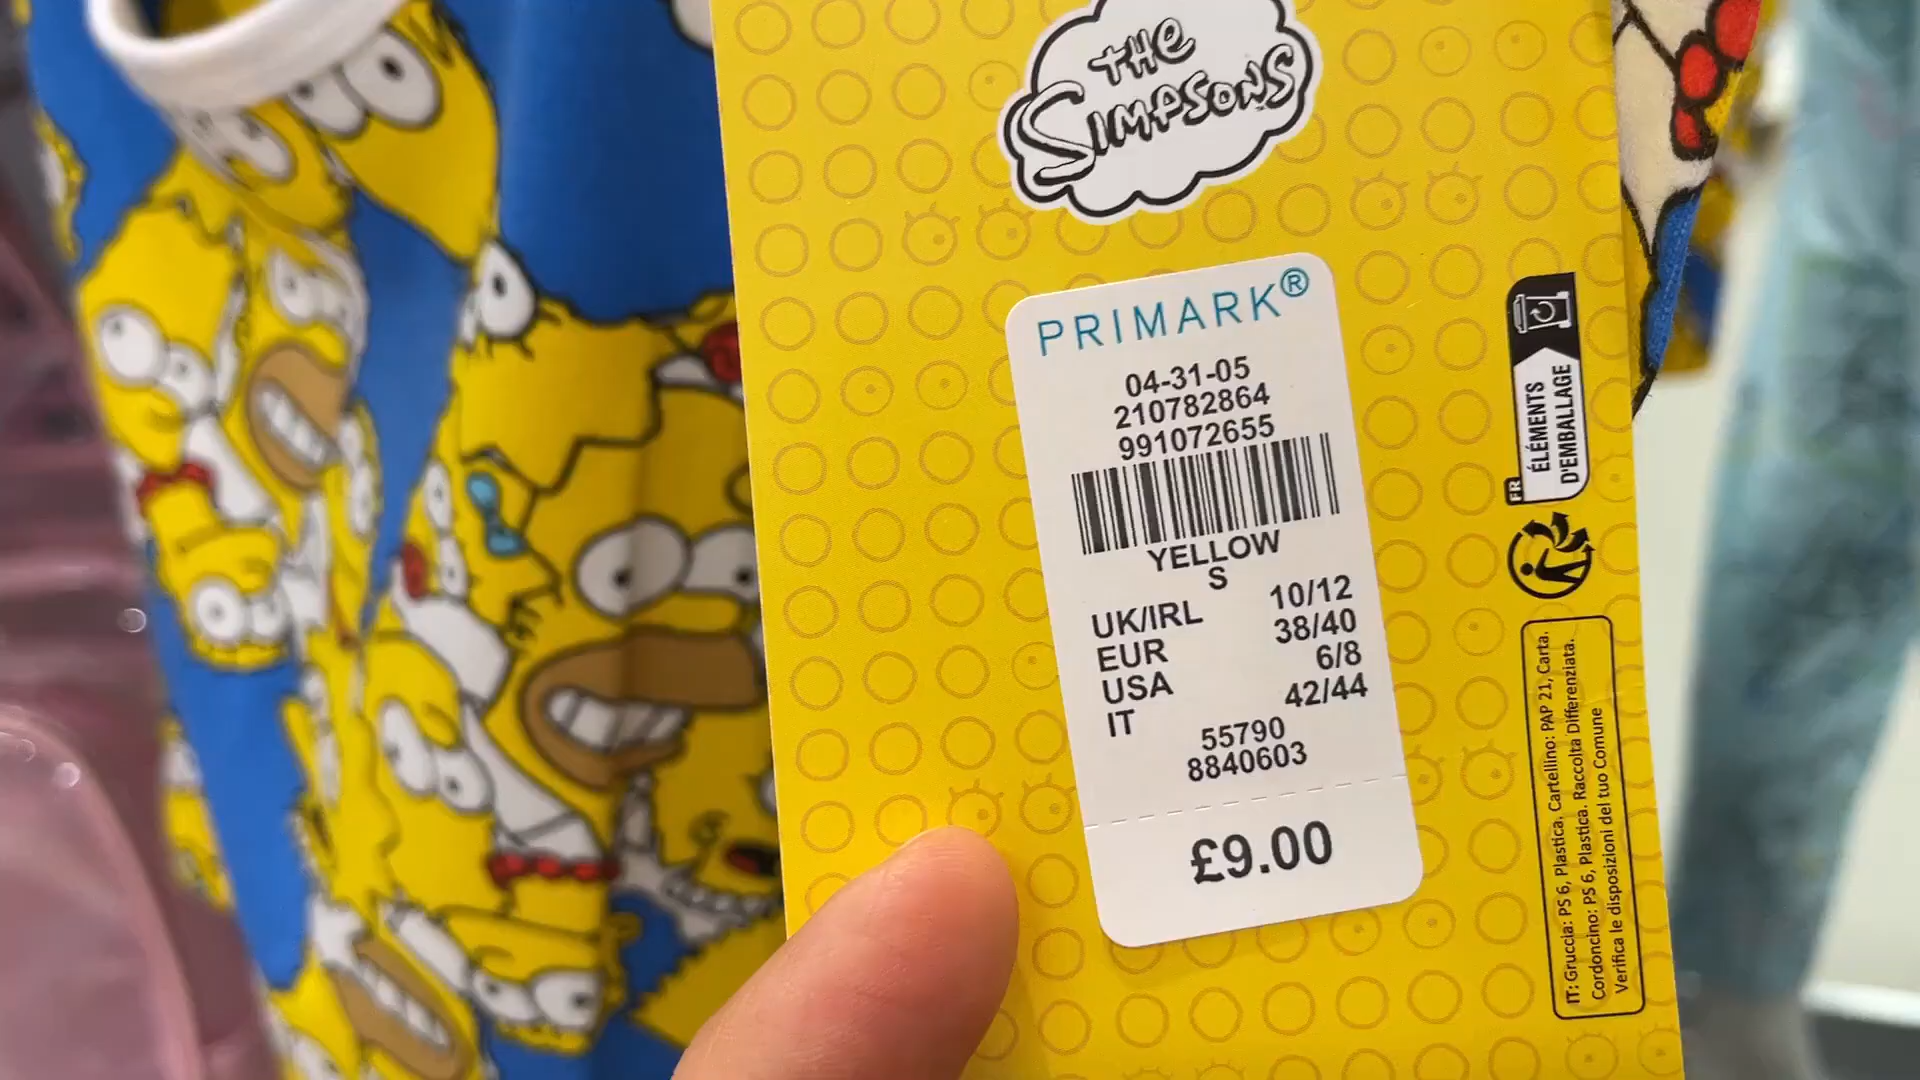 THE
SIMPSONS
PRIMARK®
04-31-05
210782864
991072655
YELLOW
S
UK/IRL 10/12
EUR 38/40
USA 6/8
IT 42/44
55790
8840603
£9.00
FR
ÉLÉMENTS
D'EMBALLAGE
IT: Gruccia: PS 6, Plastica. Cartellino: PAP 21, Carta.
Cordoncino: PS 6, Plastica. Raccolta Differenziata.
Verifica le disposizioni del tuo Comune